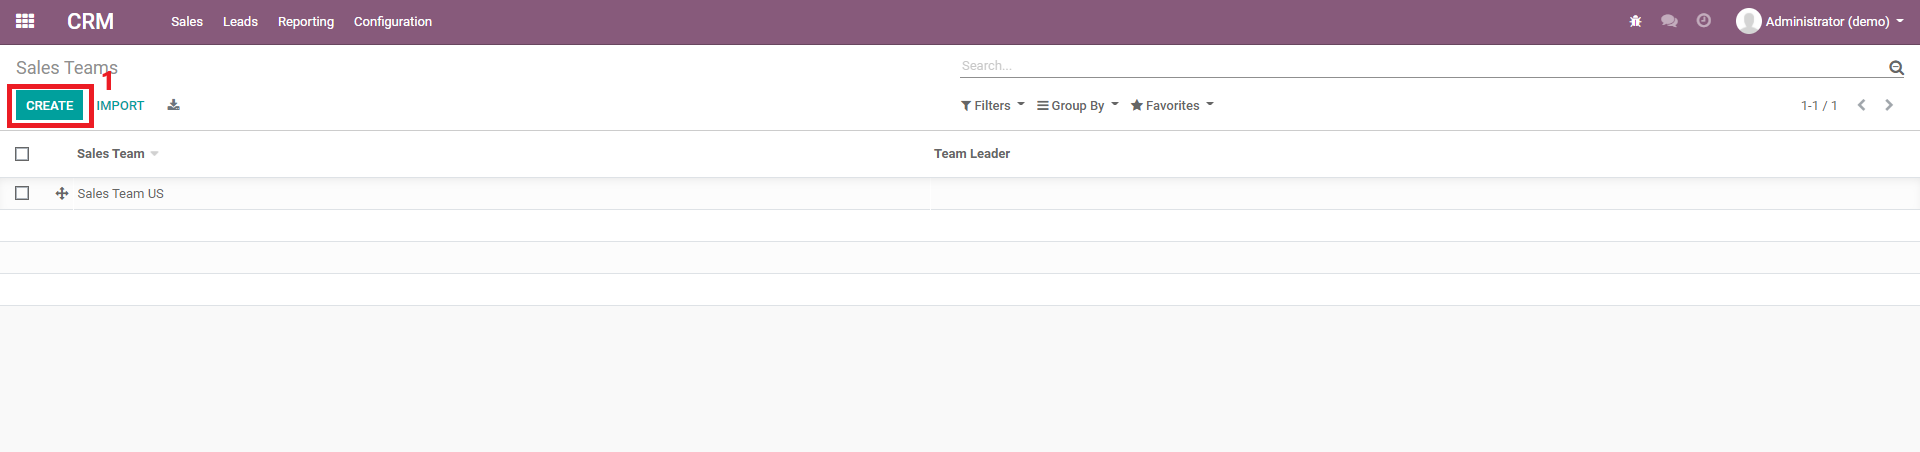 CRM Sales Leads Reporting Configuration Administrator (demo)
Sales Teams Search...
1
CREATE IMPORT Filters Group By Favorites 1-1 / 1
Sales Team Team Leader
Sales Team US